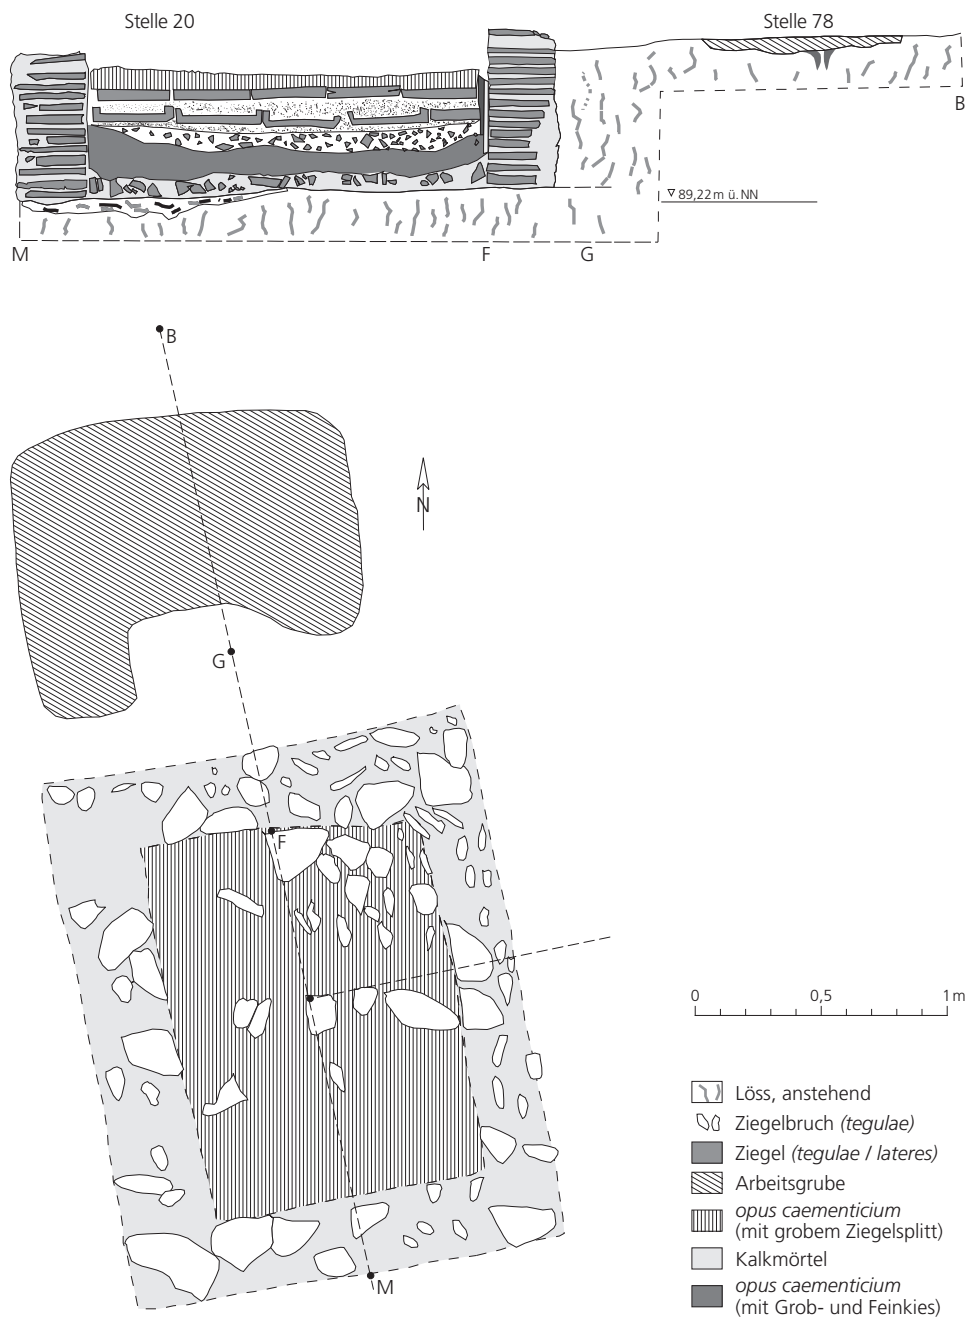 Stelle 20
Stelle 78
B
▽ 89,22 m ü. NN
M
F
G
B
N
G
F
M
0 0,5 1 m
Löss, anstehend
Ziegelbruch (tegulae)
Ziegel (tegulae / lateres)
Arbeitsgrube
opus caementicium
(mit grobem Ziegelsplitt)
Kalkmörtel
opus caementicium
(mit Grob- und Feinkies)